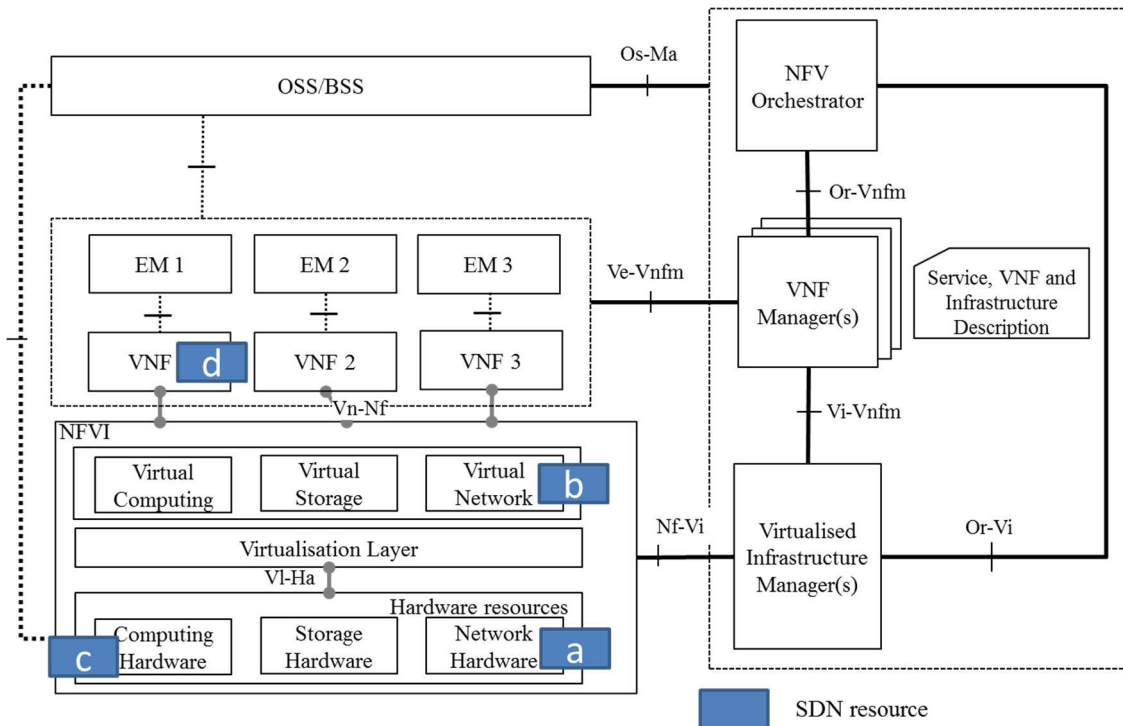 Os-Ma
OSS/BSS
NFV
Orchestrator
Or-Vnfm
EM 1
EM 2
EM 3
Ve-Vnfm
VNF
Manager(s)
Service, VNF and
Infrastructure
Description
VNF
d
VNF 2
VNF 3
Vn-Nf
Vi-Vnfm
NFVI
Virtual
Computing
Virtual
Storage
Virtual
Network
b
Virtualisation Layer
Nf-Vi
Virtualised
Infrastructure
Manager(s)
Or-Vi
Vl-Ha
Hardware resources
c
Computing
Hardware
Storage
Hardware
Network
Hardware
a
SDN resource